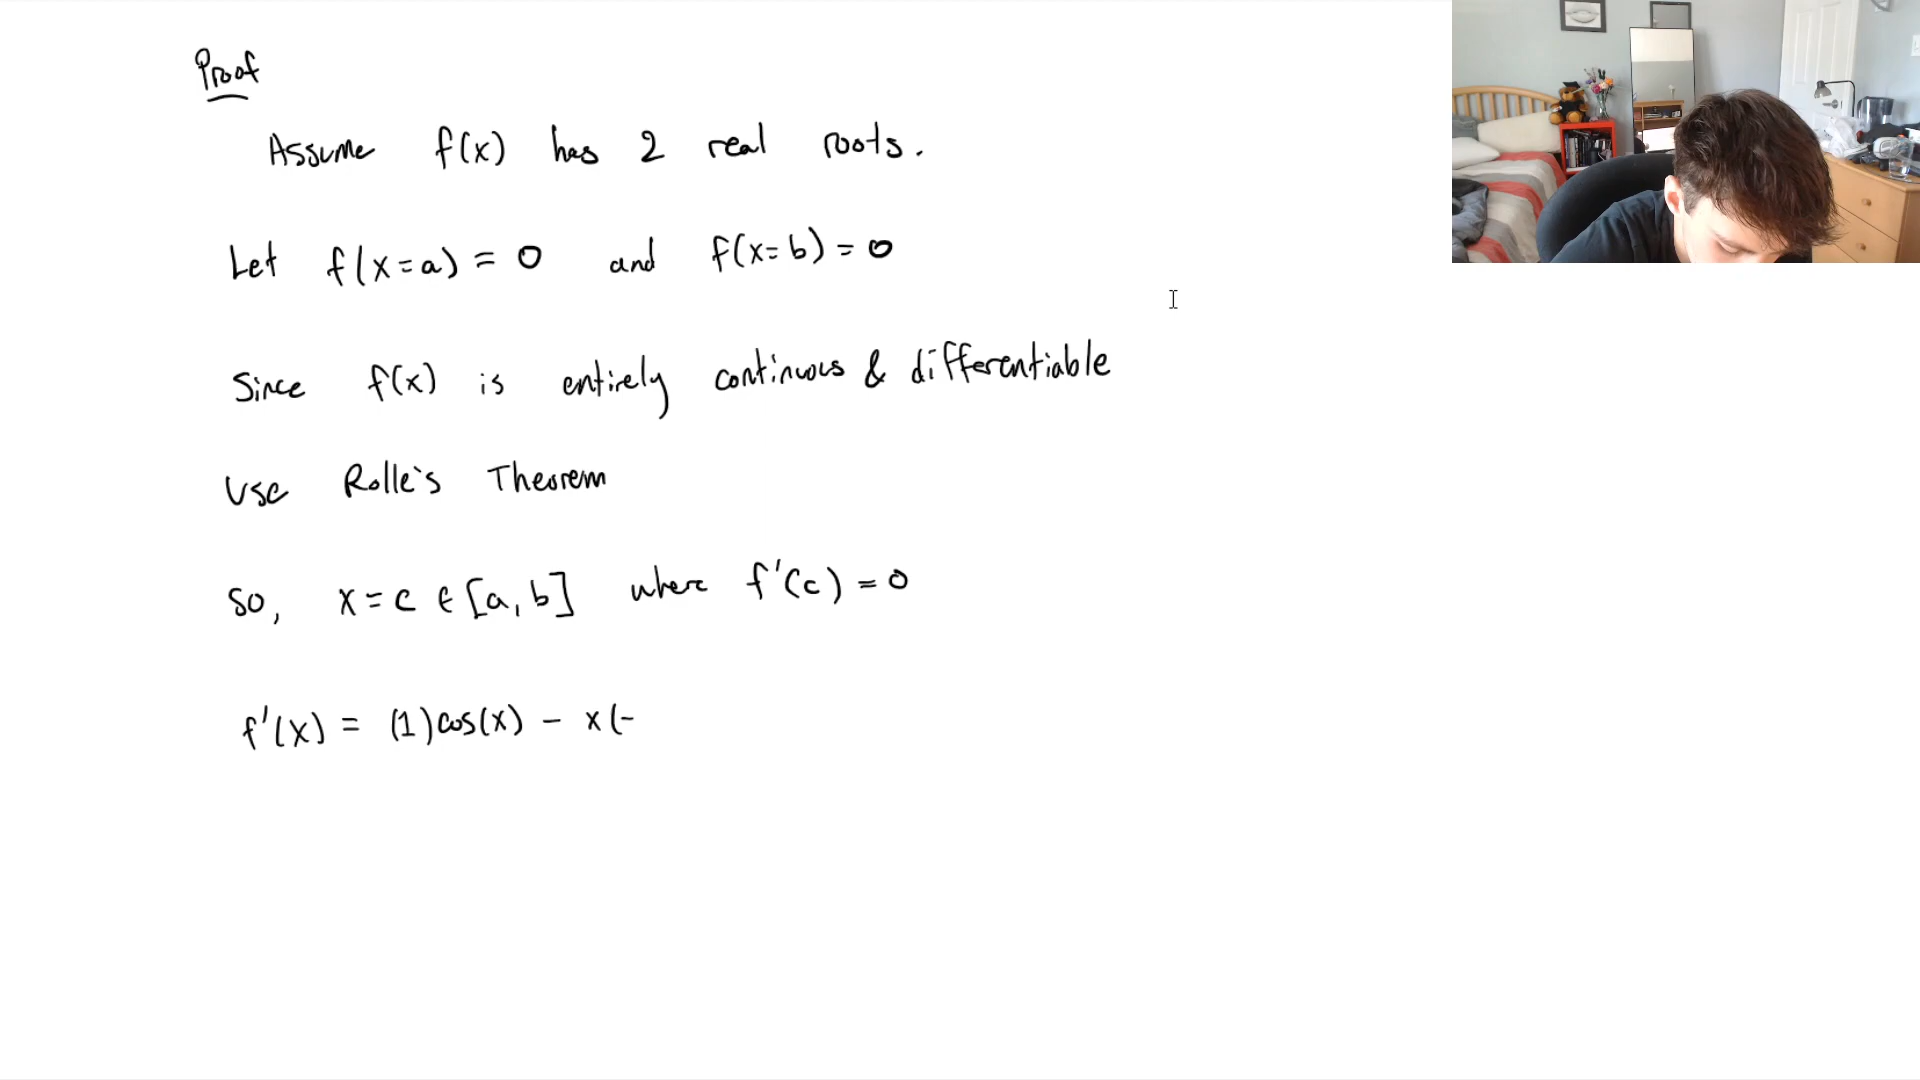 Proof
Assume f(x) has 2 real roots.
Let f(x=a) = 0 and f(x=b) = 0
Since f(x) is entirely continuous & differentiable
Use Rolle's Theorem
So, x = c ∈ [a, b] where f'(c) = 0
f'(x) = (1)cos(x) - x(-